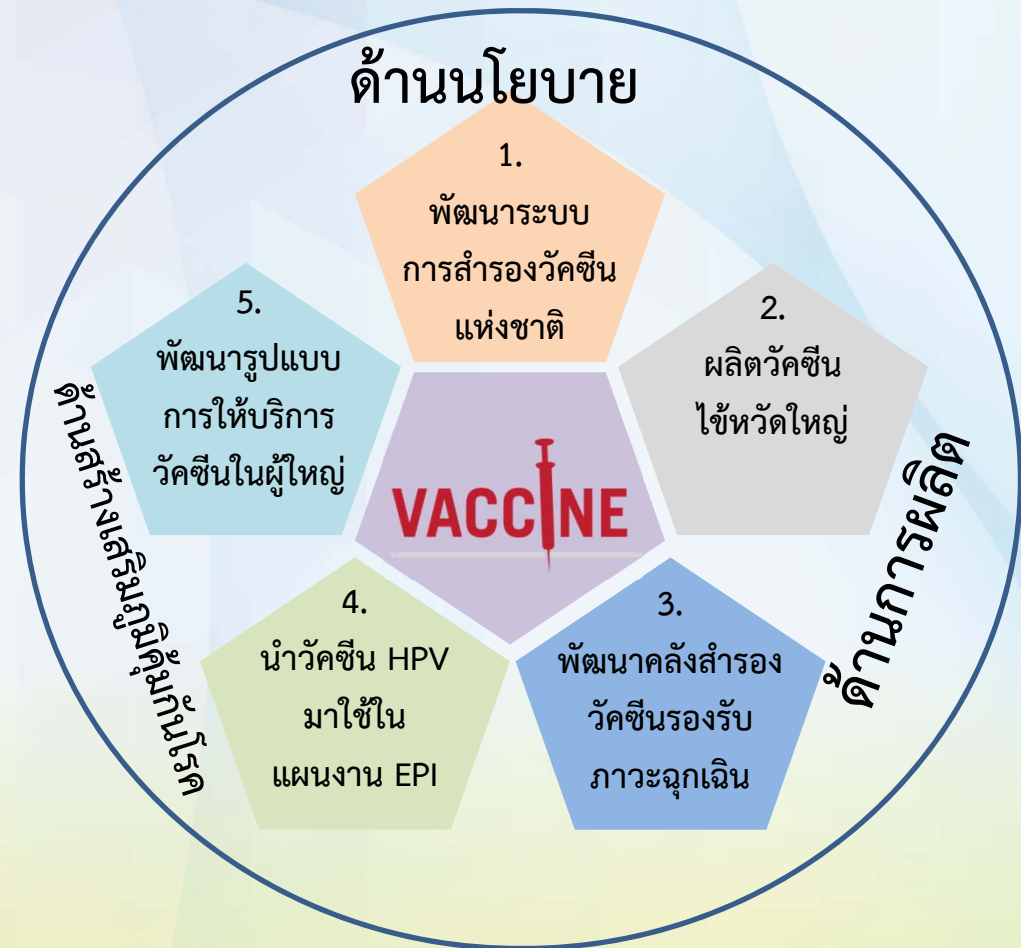 ด้านนโยบาย
1.
พัฒนาระบบ
การสำรองวัคซีน
แห่งชาติ
2.
ผลิตวัคซีน
ไข้หวัดใหญ่
ด้านการผลิต
3.
พัฒนาคลังสำรอง
วัคซีนรองรับ
ภาวะฉุกเฉิน
4.
นำวัคซีน HPV
มาใช้ใน
แผนงาน EPI
5.
พัฒนารูปแบบ
การให้บริการ
วัคซีนในผู้ใหญ่
ด้านสร้างเสริมภูมิคุ้มกันโรค
VACCINE